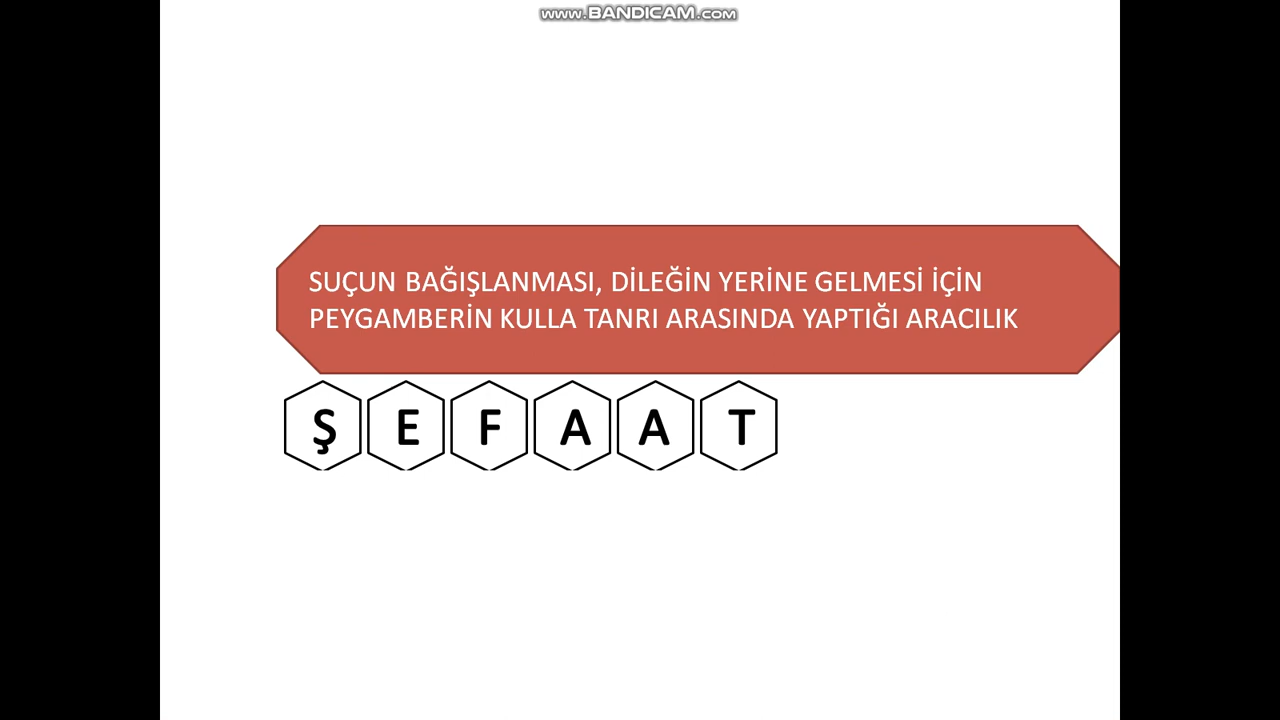 www.BANDICAM.com
SUÇUN BAĞIŞLANMASI, DİLEĞİN YERİNE GELMESİ İÇİN
PEYGAMBERİN KULLA TANRI ARASINDA YAPTIĞI ARACILIK
Ş E F A A T